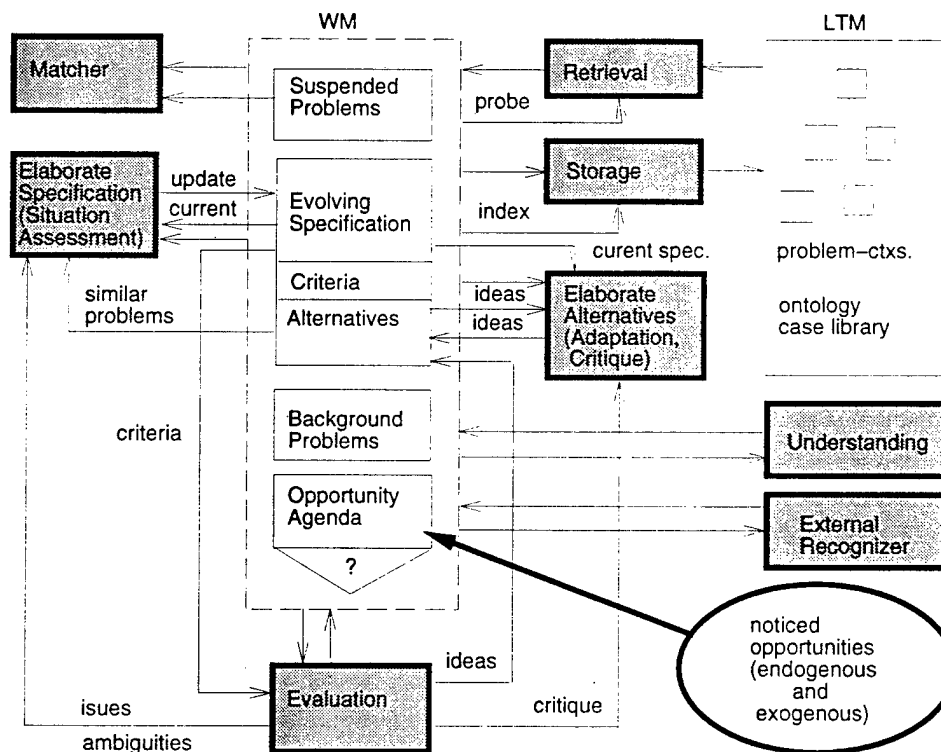 WM
LTM
Matcher
Suspended
Problems
Retrieval
probe
Elaborate
Specification
(Situation
Assessment)
update
current
Evolving
Specification
Storage
index
curent spec.
problem-ctxs.
ontology
case library
similar
problems
Criteria
Alternatives
ideas
ideas
Elaborate
Alternatives
(Adaptation,
Critique)
criteria
Background
Problems
Understanding
Opportunity
Agenda
?
External
Recognizer
noticed
opportunities
(endogenous
and
exogenous)
Evaluation
ideas
critique
isues
ambiguities